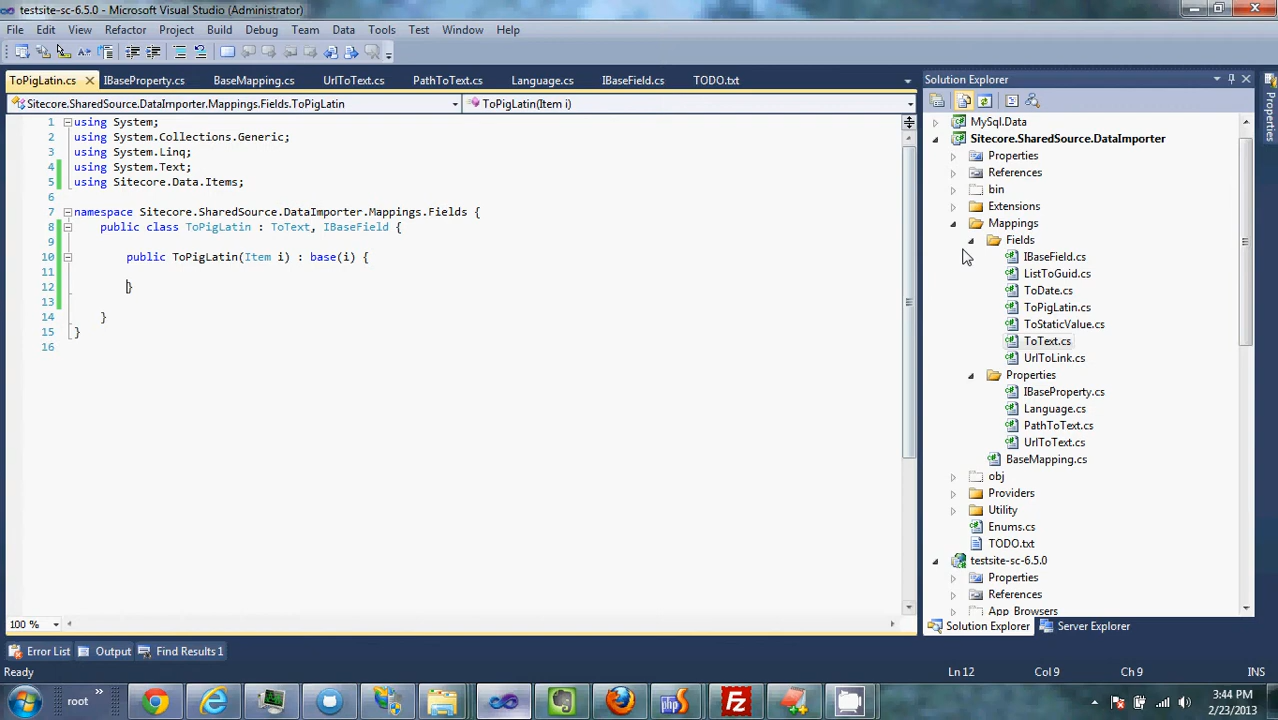 testsite-sc-6.5.0 - Microsoft Visual Studio (Administrator)
File Edit View Refactor Project Build Debug Team Data Tools Test Window Help
ToPigLatin.cs IBaseProperty.cs BaseMapping.cs UrlToText.cs PathToText.cs Language.cs IBaseField.cs TODO.txt
Sitecore.SharedSource.DataImporter.Mappings.Fields.ToPigLatin ToPigLatin(Item i)
1 using System;
2 using System.Collections.Generic;
3 using System.Linq;
4 using System.Text;
5 using Sitecore.Data.Items;
6
7 namespace Sitecore.SharedSource.DataImporter.Mappings.Fields {
8 public class ToPigLatin : ToText, IBaseField {
9
10 public ToPigLatin(Item i) : base(i) {
11
12 }
13
14 }
15 }
16
100 %
Solution Explorer
MySql.Data
Sitecore.SharedSource.DataImporter
Properties
References
bin
Extensions
Mappings
Fields
IBaseField.cs
ListToGuid.cs
ToDate.cs
ToPigLatin.cs
ToStaticValue.cs
ToText.cs
UrlToLink.cs
Properties
IBaseProperty.cs
Language.cs
PathToText.cs
UrlToText.cs
BaseMapping.cs
obj
Providers
Utility
Enums.cs
TODO.txt
testsite-sc-6.5.0
Properties
References
App_Browsers
Solution Explorer Server Explorer
Properties
Error List Output Find Results 1
Ready Ln 12 Col 9 Ch 9 INS
root »
3:44 PM
2/23/2013